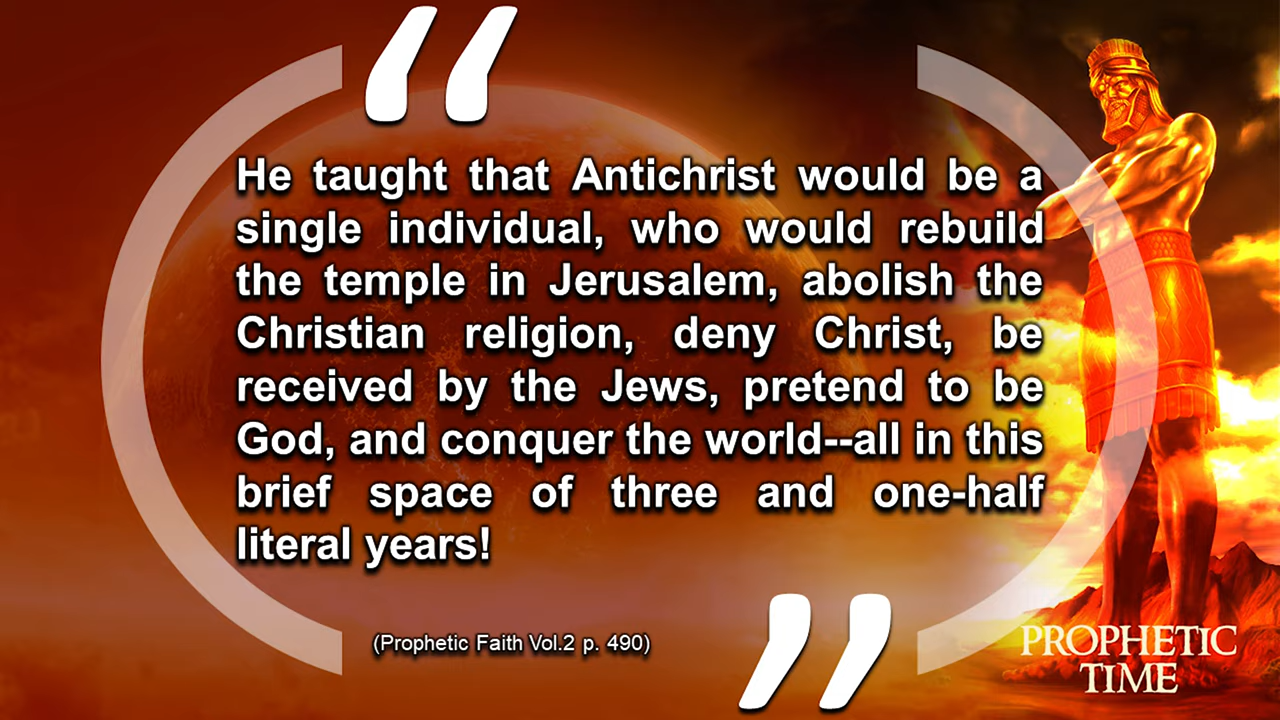 “
He taught that Antichrist would be a
single individual, who would rebuild
the temple in Jerusalem, abolish the
Christian religion, deny Christ, be
received by the Jews, pretend to be
God, and conquer the world--all in this
brief space of three and one-half
literal years!
”
(Prophetic Faith Vol.2 p. 490)
PROPHETIC
TIME